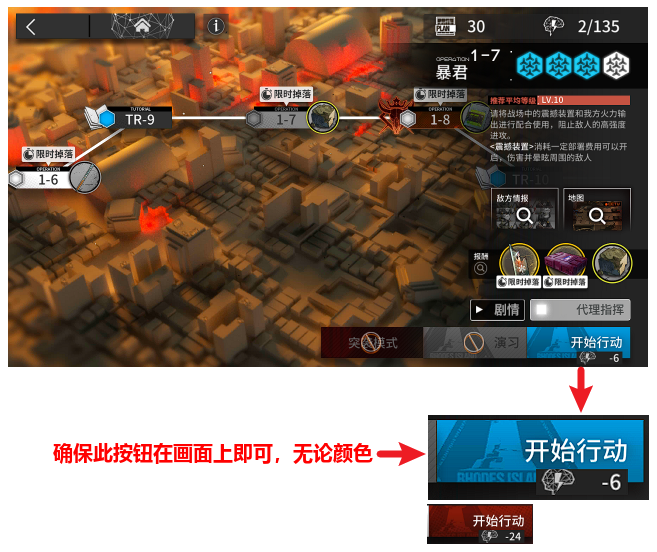 PLAN
30
2/135
OPERATION 1-7
暴君
推荐平均等级 LV.10
请将战场中的震撼装置和我方火力输
出进行配合使用，阻止敌人的高强度
进攻。
<震撼装置>消耗一定部署费用可以开
启，伤害并晕眩周围的敌人
限时掉落
限时掉落
TUTORIAL
TR-9
OPERATION
1-7
OPERATION
1-8
限时掉落
OPERATION
1-6
TR-10
敌方情报
地图
报酬
限时掉落
限时掉落
剧情
代理指挥
突袭模式
演习
开始行动
-6
确保此按钮在画面上即可，无论颜色
开始行动
RHODES ISLAND
-6
开始行动
-24